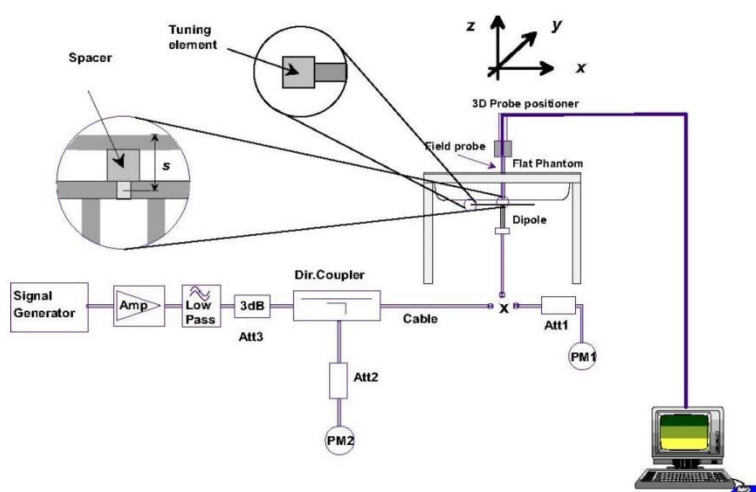 Tuning
element
z
y
x
Spacer
3D Probe positioner
Field probe
Flat Phantom
s
Dipole
Dir.Coupler
Signal
Generator
Amp
Low
Pass
3dB
Att3
Cable
x
Att1
PM1
Att2
PM2